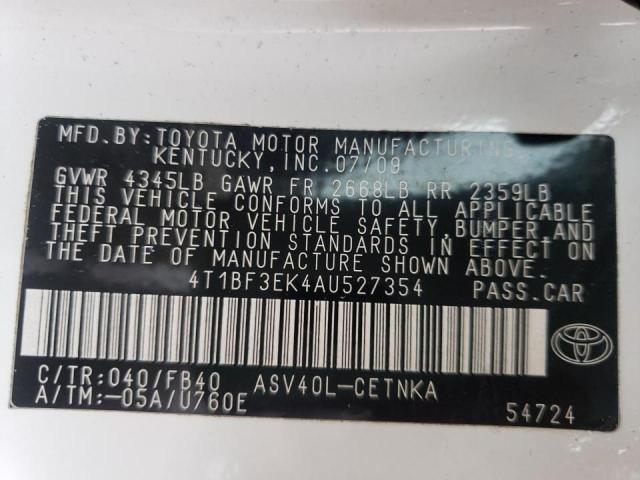 MFD. BY: TOYOTA MOTOR MANUFACTURING
KENTUCKY, INC. 07/09
GVWR 4345LB GAWR FR 2668LB RR 2359LB
THIS VEHICLE CONFORMS TO ALL APPLICABLE
FEDERAL MOTOR VEHICLE SAFETY, BUMPER, AND
THEFT PREVENTION STANDARDS IN EFFECT ON
THE DATE OF MANUFACTURE SHOWN ABOVE.
4T1BF3EK4AU527354 PASS. CAR
C/TR: 040/FB40 ASV40L-CETNKA
A/TM: -05A/U760E 54724